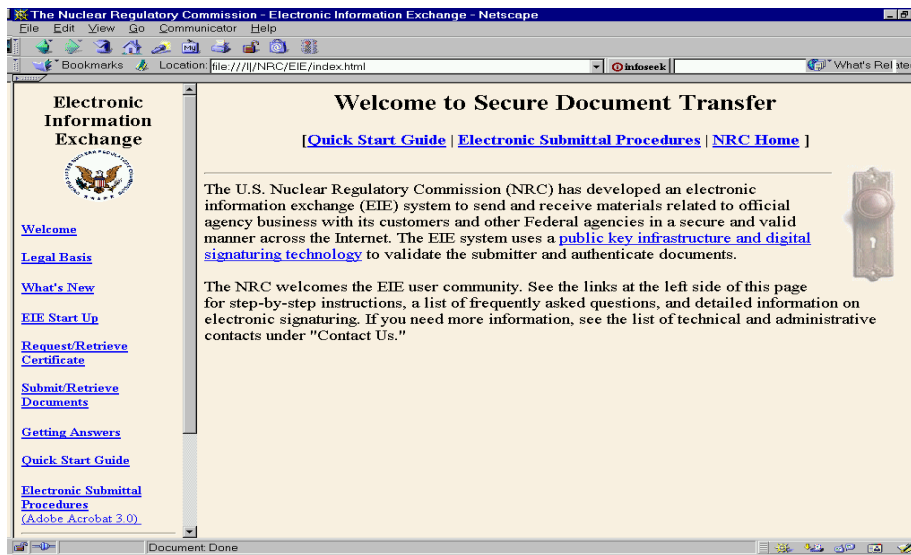 The Nuclear Regulatory Commission - Electronic Information Exchange - Netscape
File Edit View Go Communicator Help
Bookmarks Location: file:///I|/NRC/EIE/index.html infoseek What's Related
Electronic
Information
Exchange
Welcome
Legal Basis
What's New
EIE Start Up
Request/Retrieve
Certificate
Submit/Retrieve
Documents
Getting Answers
Quick Start Guide
Electronic Submittal
Procedures
(Adobe Acrobat 3.0)
Welcome to Secure Document Transfer
[Quick Start Guide | Electronic Submittal Procedures | NRC Home ]
The U.S. Nuclear Regulatory Commission (NRC) has developed an electronic
information exchange (EIE) system to send and receive materials related to official
agency business with its customers and other Federal agencies in a secure and valid
manner across the Internet. The EIE system uses a public key infrastructure and digital
signaturing technology to validate the submitter and authenticate documents.
The NRC welcomes the EIE user community. See the links at the left side of this page
for step-by-step instructions, a list of frequently asked questions, and detailed information on
electronic signaturing. If you need more information, see the list of technical and administrative
contacts under "Contact Us."
Document: Done